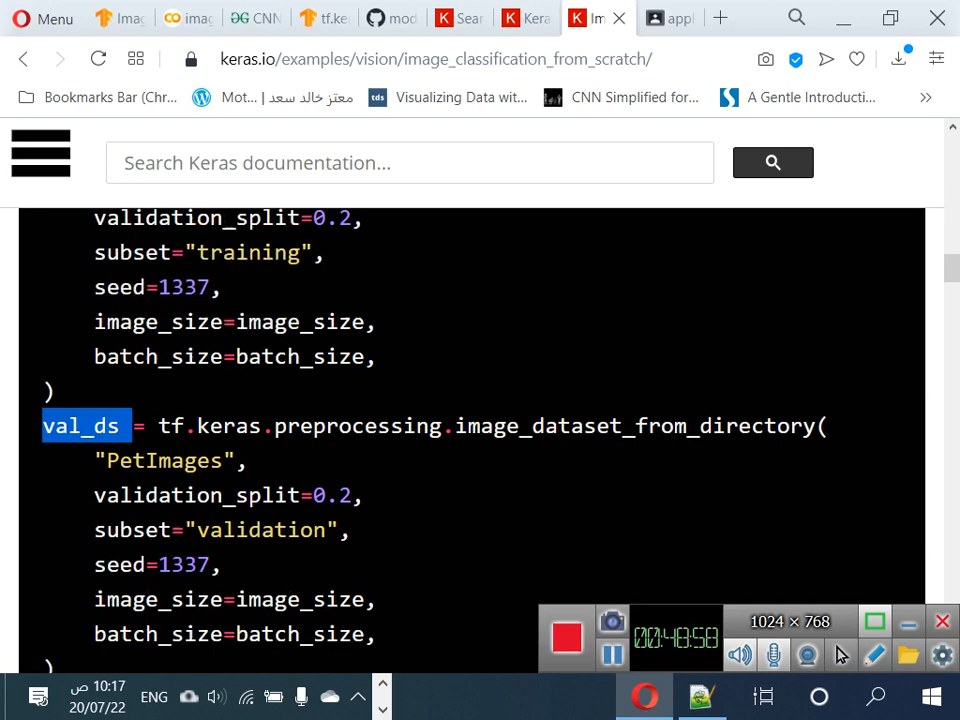 Menu
Imag
imag
CNN
tf.ke
mod
Sear
Kera
Im
appl
keras.io/examples/vision/image_classification_from_scratch/
Bookmarks Bar (Chr...
Mot... | معتز خالد سعد
Visualizing Data wit...
CNN Simplified for...
A Gentle Introducti...
Search Keras documentation...
validation_split=0.2,
subset="training",
seed=1337,
image_size=image_size,
batch_size=batch_size,
)
val_ds = tf.keras.preprocessing.image_dataset_from_directory(
"PetImages",
validation_split=0.2,
subset="validation",
seed=1337,
image_size=image_size,
batch_size=batch_size,
)
00:48:58
1024 × 768
10:17 ص
20/07/22
ENG